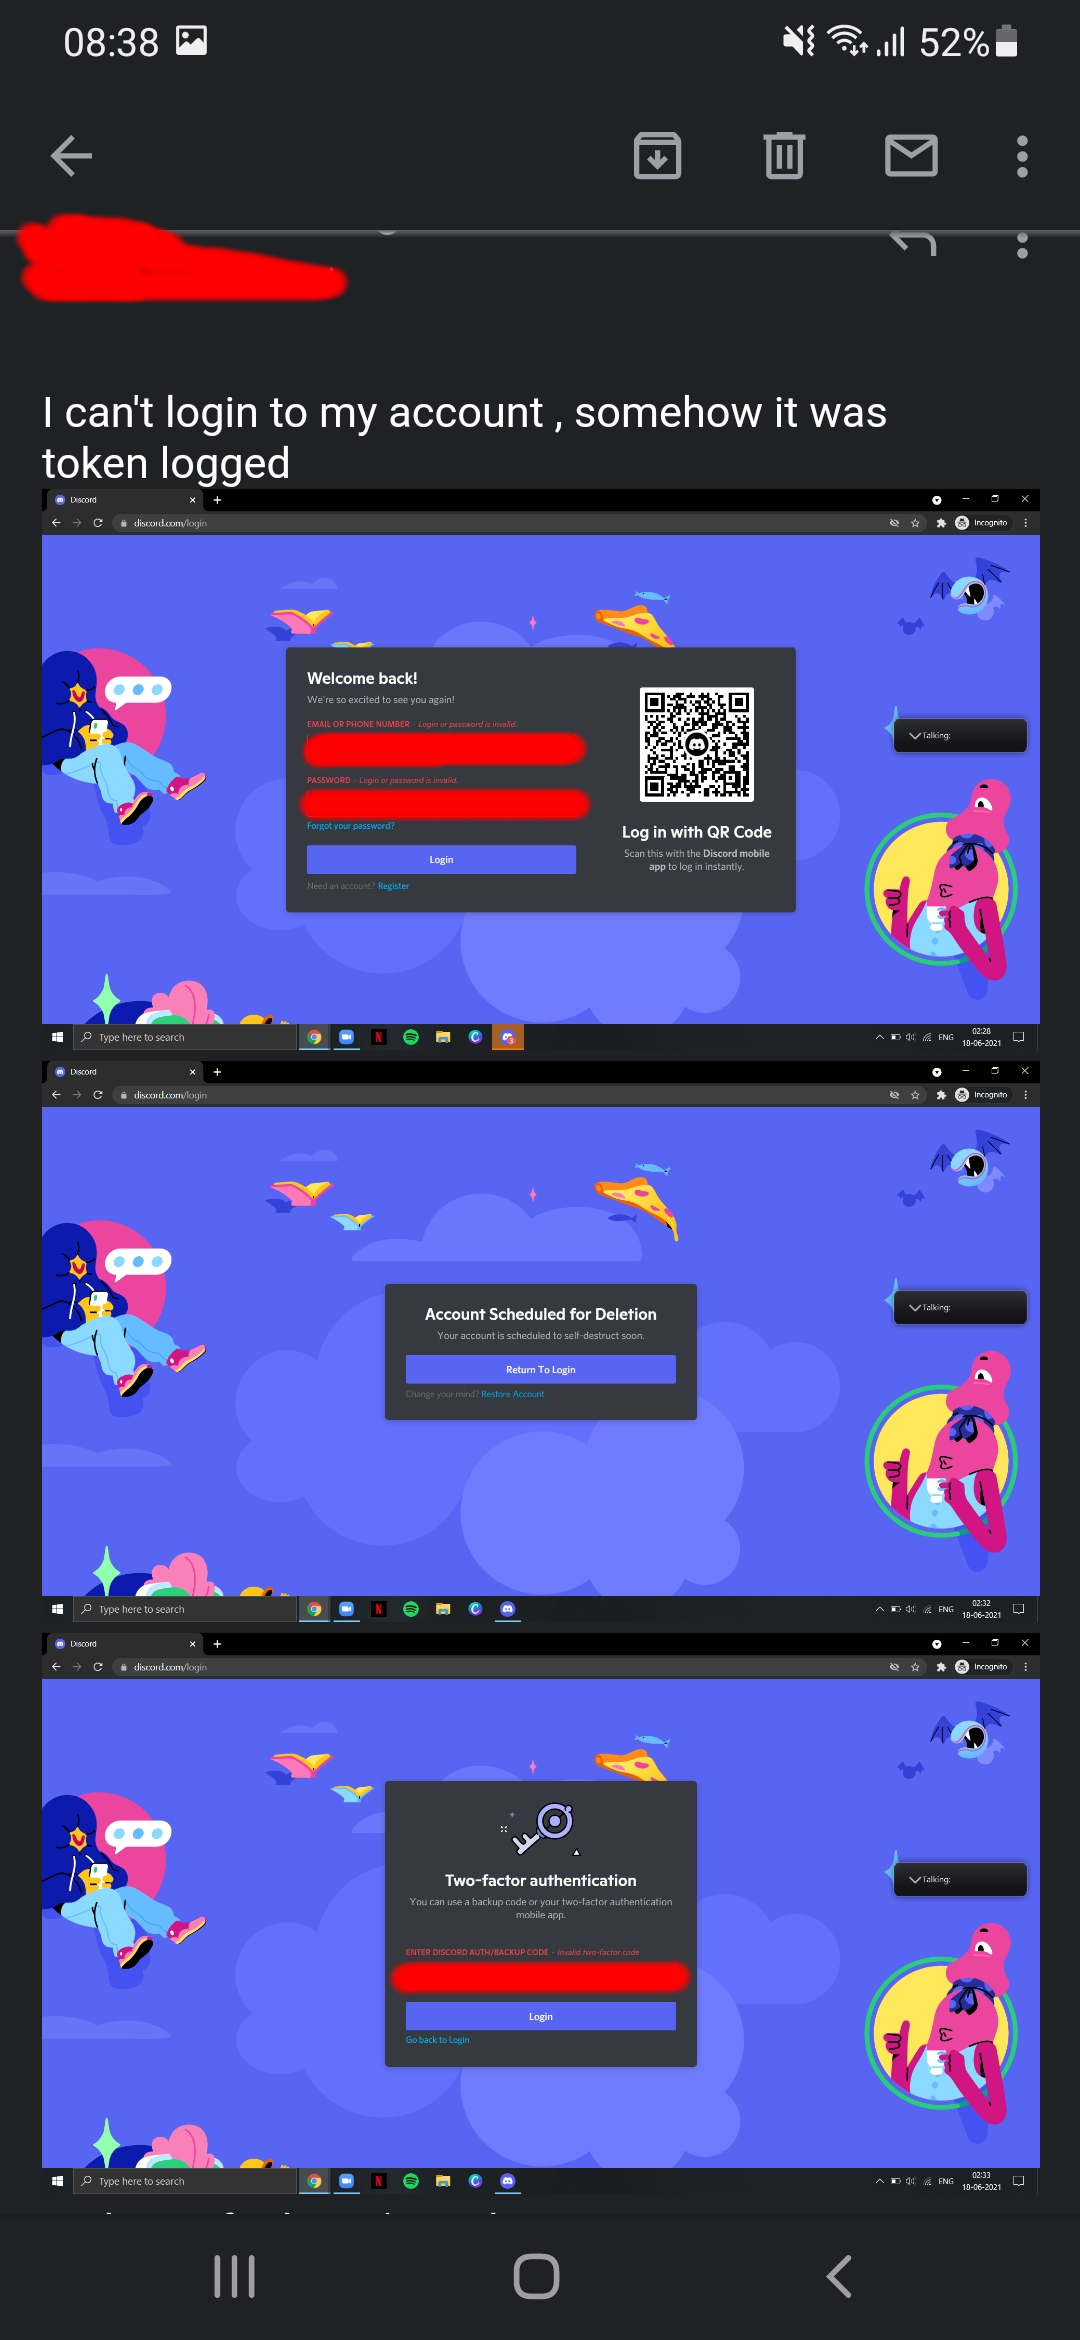 08:38
52%
I can't login to my account , somehow it was
token logged
Discord
discord.com/login
Incognito
Welcome back!
We're so excited to see you again!
EMAIL OR PHONE NUMBER - Login or password is invalid.
PASSWORD - Login or password is invalid.
Forgot your password?
Login
Need an account? Register
Log in with QR Code
Scan this with the Discord mobile
app to log in instantly.
Talking:
Type here to search
ENG
02:28
18-06-2021
Discord
discord.com/login
Incognito
Account Scheduled for Deletion
Your account is scheduled to self-destruct soon.
Return To Login
Change your mind? Restore Account
Talking:
Type here to search
ENG
02:32
18-06-2021
Discord
discord.com/login
Incognito
Two-factor authentication
You can use a backup code or your two-factor authentication
mobile app.
ENTER DISCORD AUTH/BACKUP CODE - Invalid two-factor code
Login
Go back to Login
Talking:
Type here to search
ENG
02:33
18-06-2021